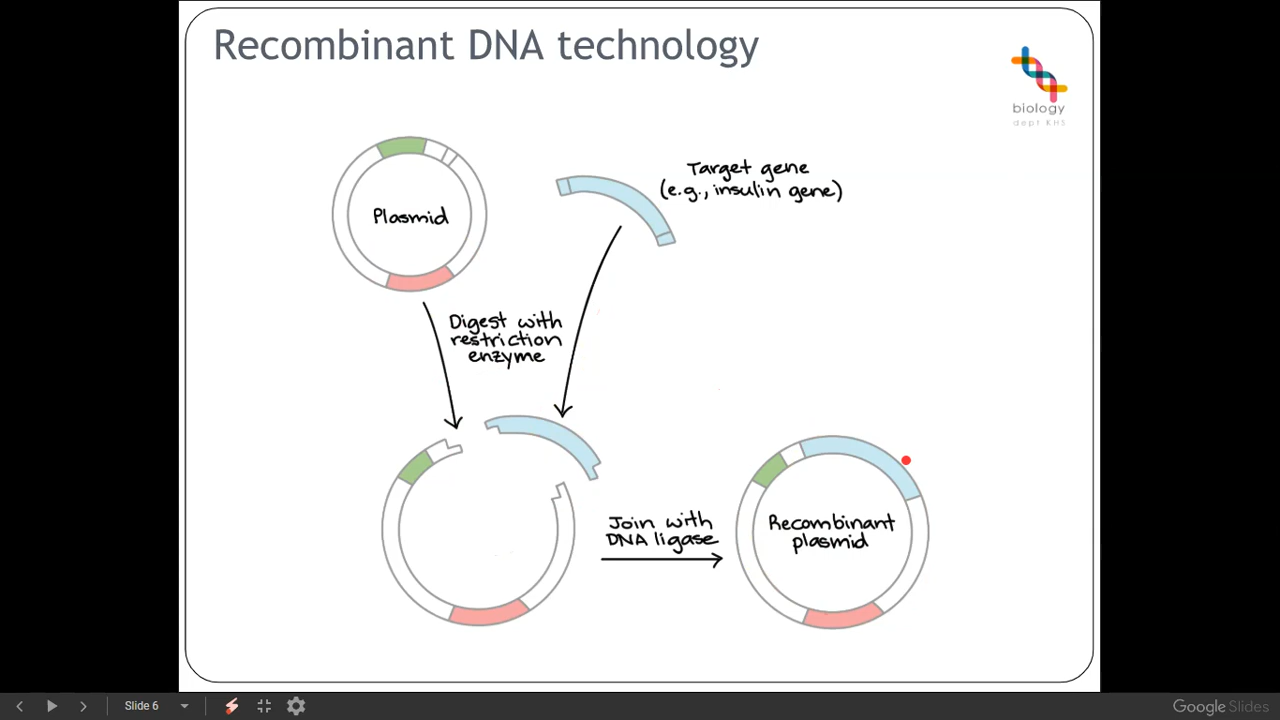 Recombinant DNA technology
biology
dept KHS
Plasmid
Target gene
(e.g., insulin gene)
Digest with
restriction
enzyme
Join with
DNA ligase
Recombinant
plasmid
Slide 6
Google Slides